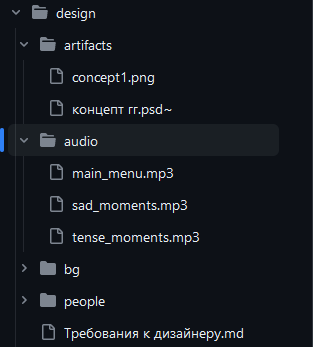 design
artifacts
concept1.png
концепт гг.psd~
audio
main_menu.mp3
sad_moments.mp3
tense_moments.mp3
bg
people
Требования к дизайнеру.md